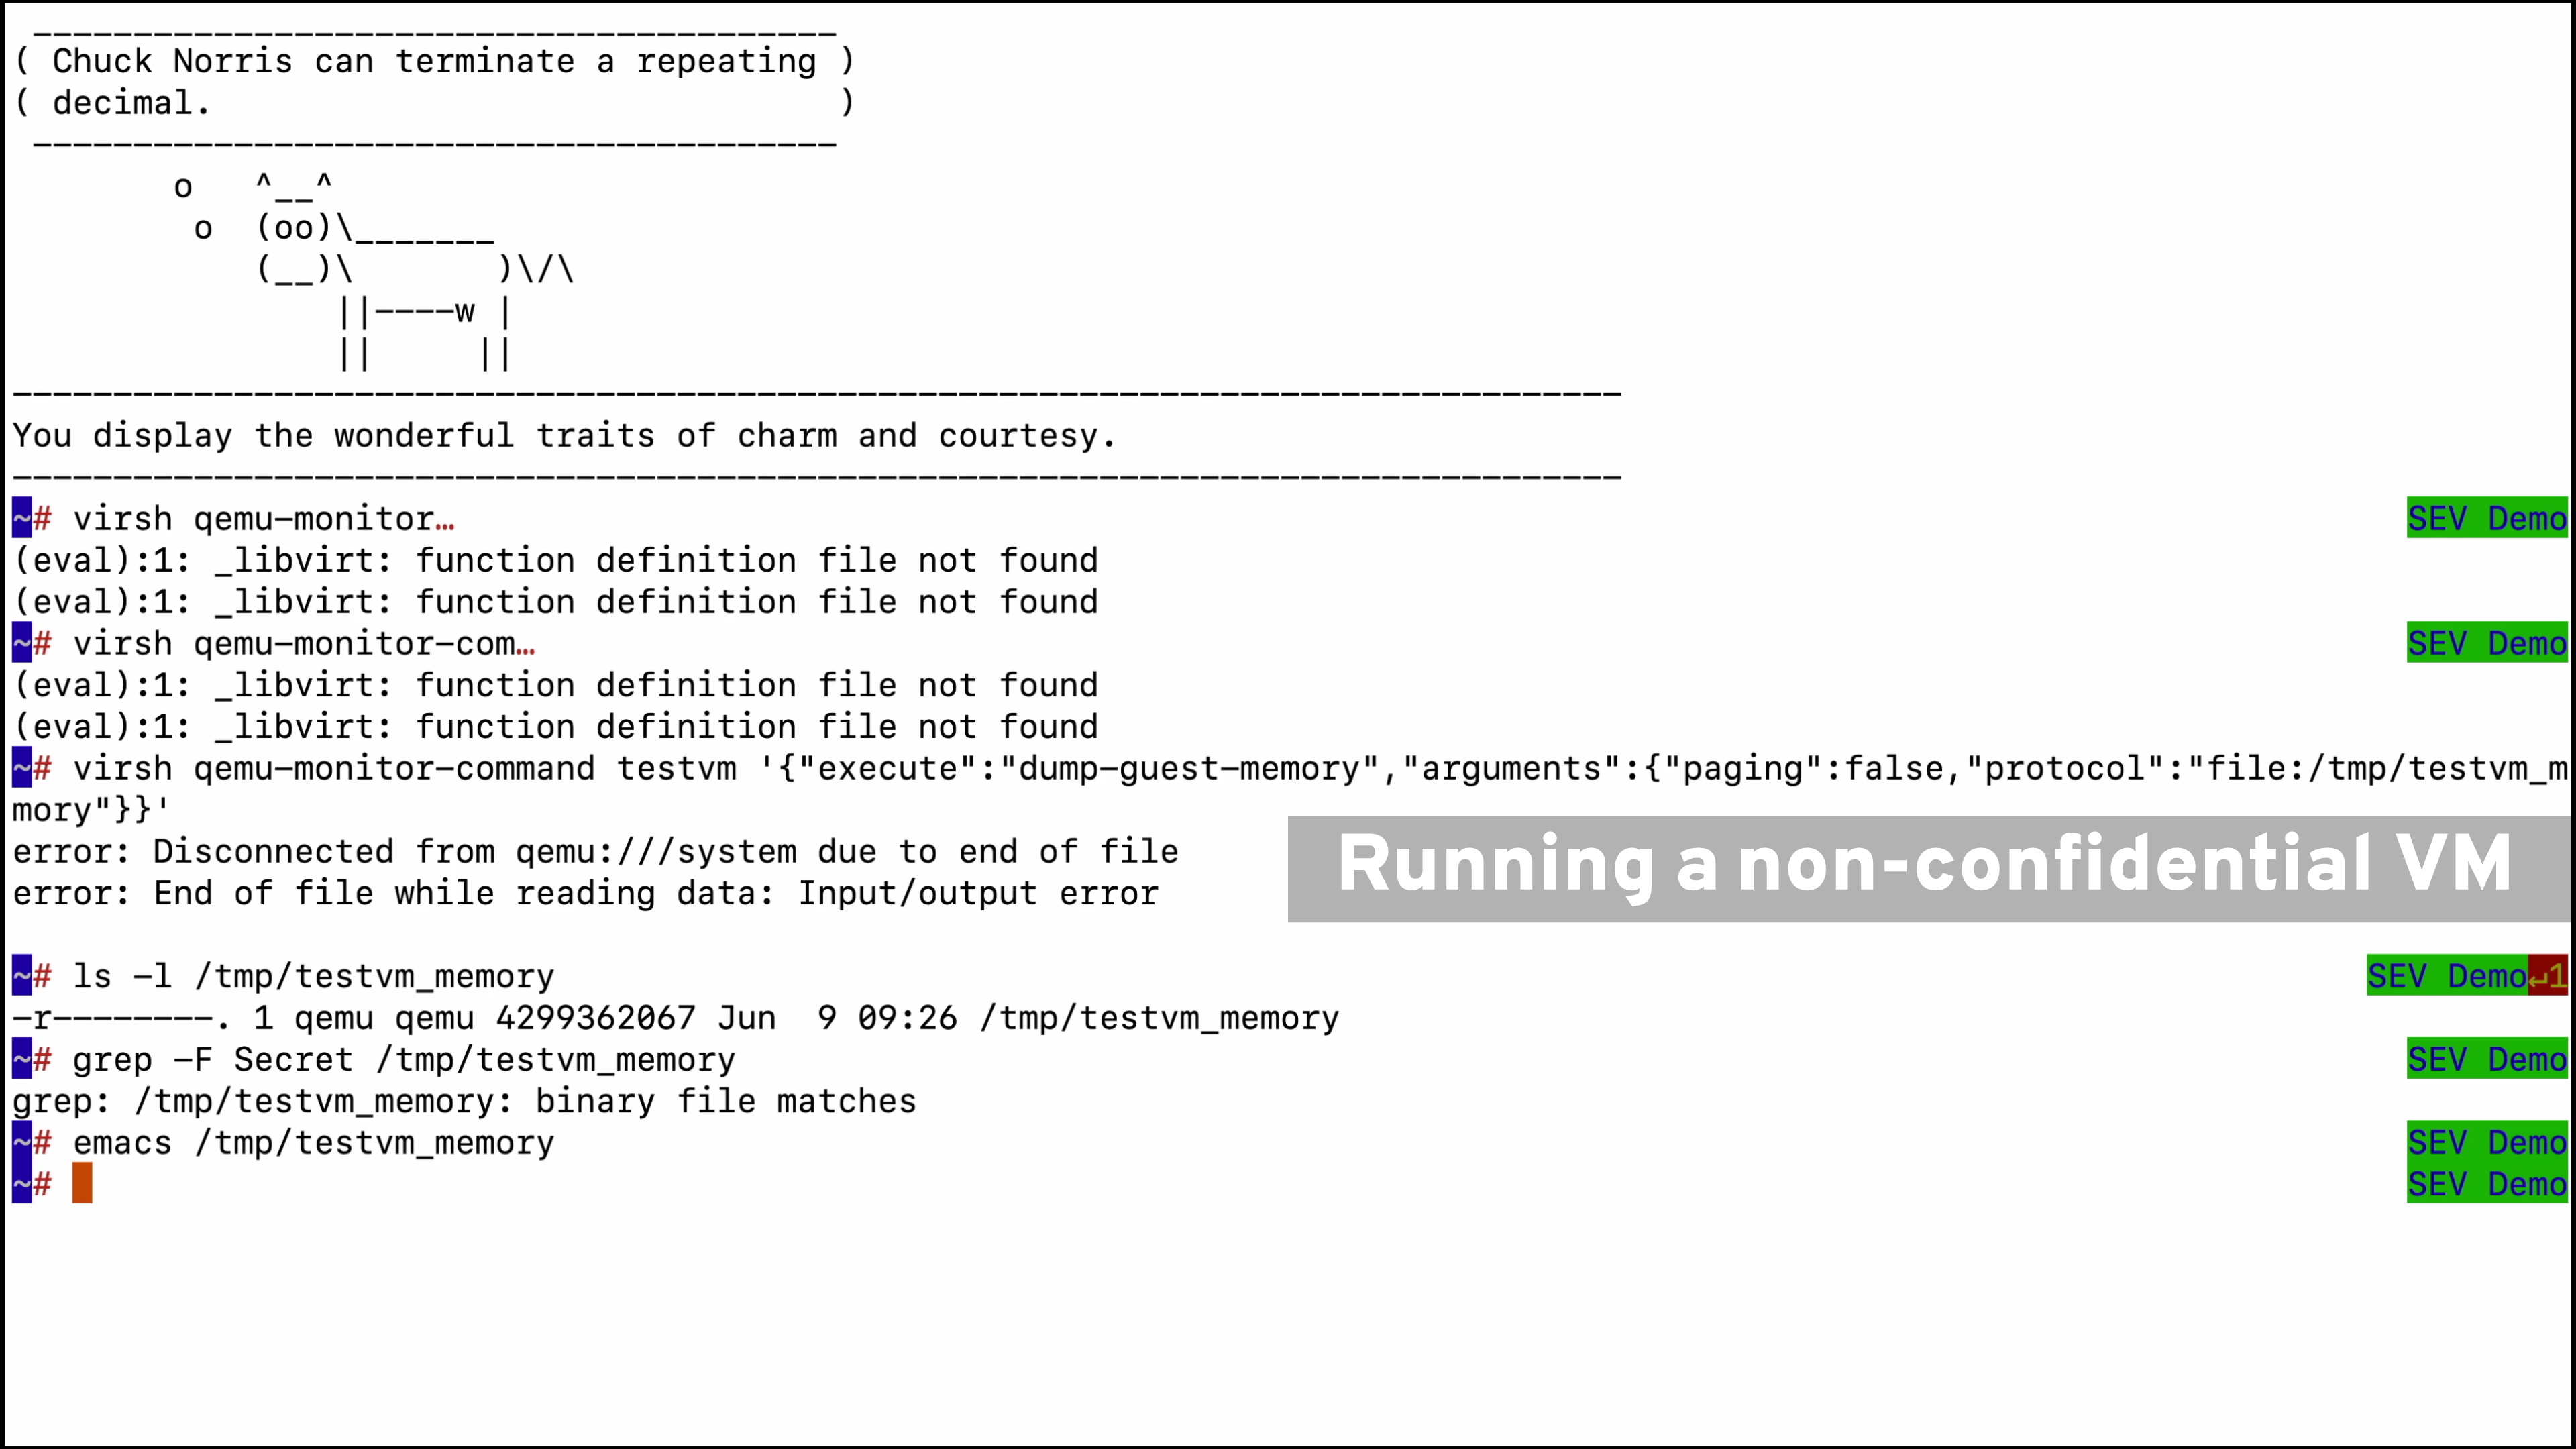 ________________________________________
( Chuck Norris can terminate a repeating )
( decimal.                               )
 ----------------------------------------
        o   ^__^
         o  (oo)\_______
            (__)\       )\/\
                ||----w |
                ||     ||
--------------------------------------------------------------------------------
You display the wonderful traits of charm and courtesy.
--------------------------------------------------------------------------------
~# virsh qemu-monitor… SEV Demo
(eval):1: _libvirt: function definition file not found
(eval):1: _libvirt: function definition file not found
~# virsh qemu-monitor-com… SEV Demo
(eval):1: _libvirt: function definition file not found
(eval):1: _libvirt: function definition file not found
~# virsh qemu-monitor-command testvm '{"execute":"dump-guest-memory","arguments":{"paging":false,"protocol":"file:/tmp/testvm_m
mory"}}'
error: Disconnected from qemu:///system due to end of file
Running a non-confidential VM
error: End of file while reading data: Input/output error
~# ls -l /tmp/testvm_memory SEV Demo↵1
-r--------. 1 qemu qemu 4299362067 Jun  9 09:26 /tmp/testvm_memory
~# grep -F Secret /tmp/testvm_memory SEV Demo
grep: /tmp/testvm_memory: binary file matches
~# emacs /tmp/testvm_memory SEV Demo
~# SEV Demo